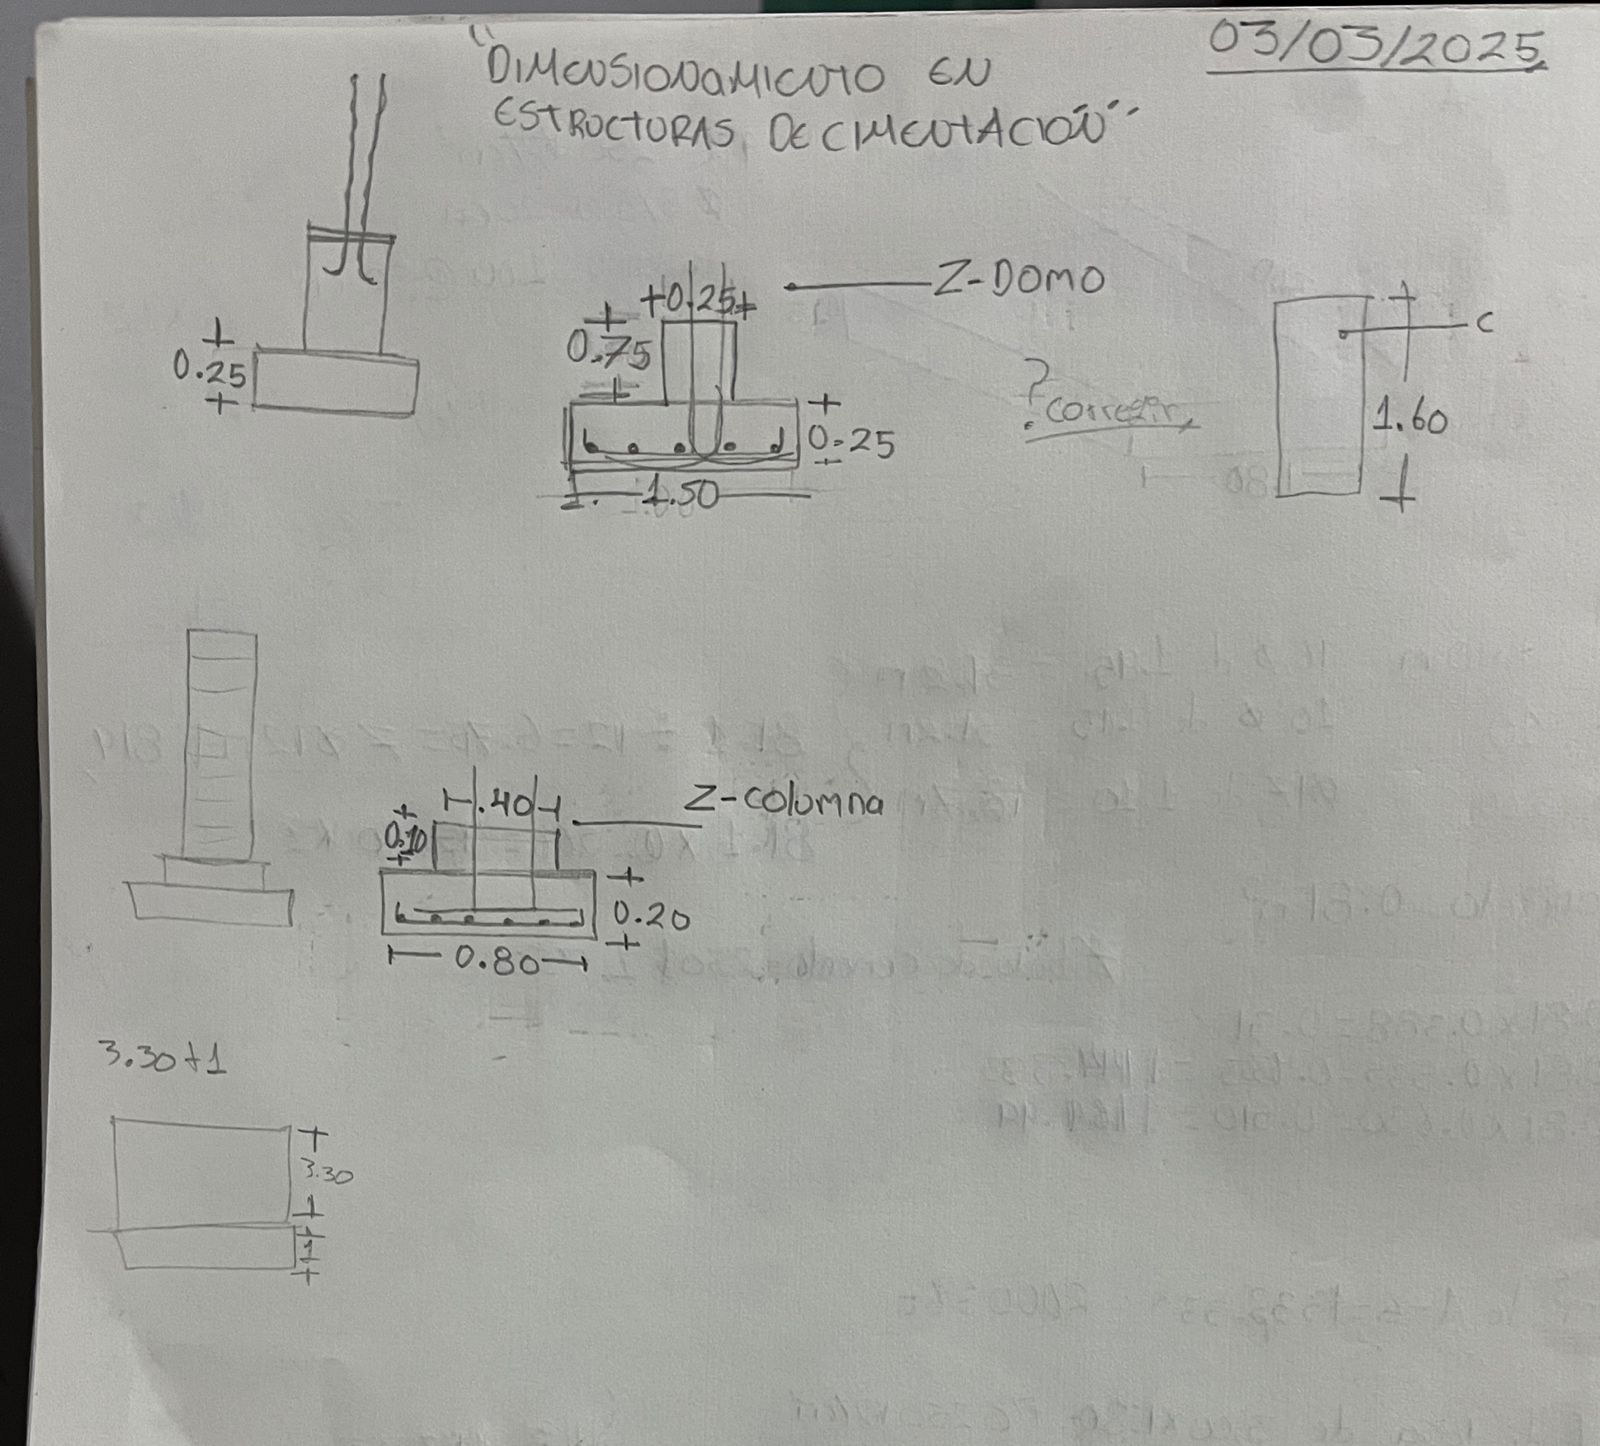 03/03/2025
"DIMENSIONAMIENTO EN
ESTRUCTURAS DE CIMENTACIÓN"
0.25
0.25
Z-DOMO
0.75
0.25
1.50
? corregir
C
1.60
.40
Z-columna
0.10
0.20
0.80
3.30+1
3.30
1